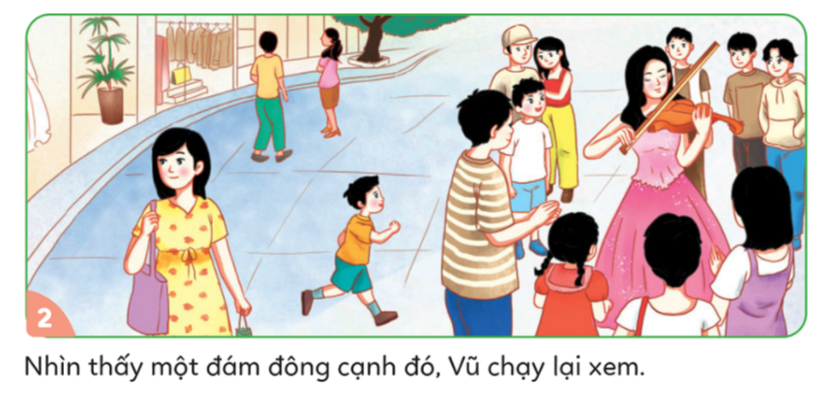 2
Nhìn thấy một đám đông cạnh đó, Vũ chạy lại xem.